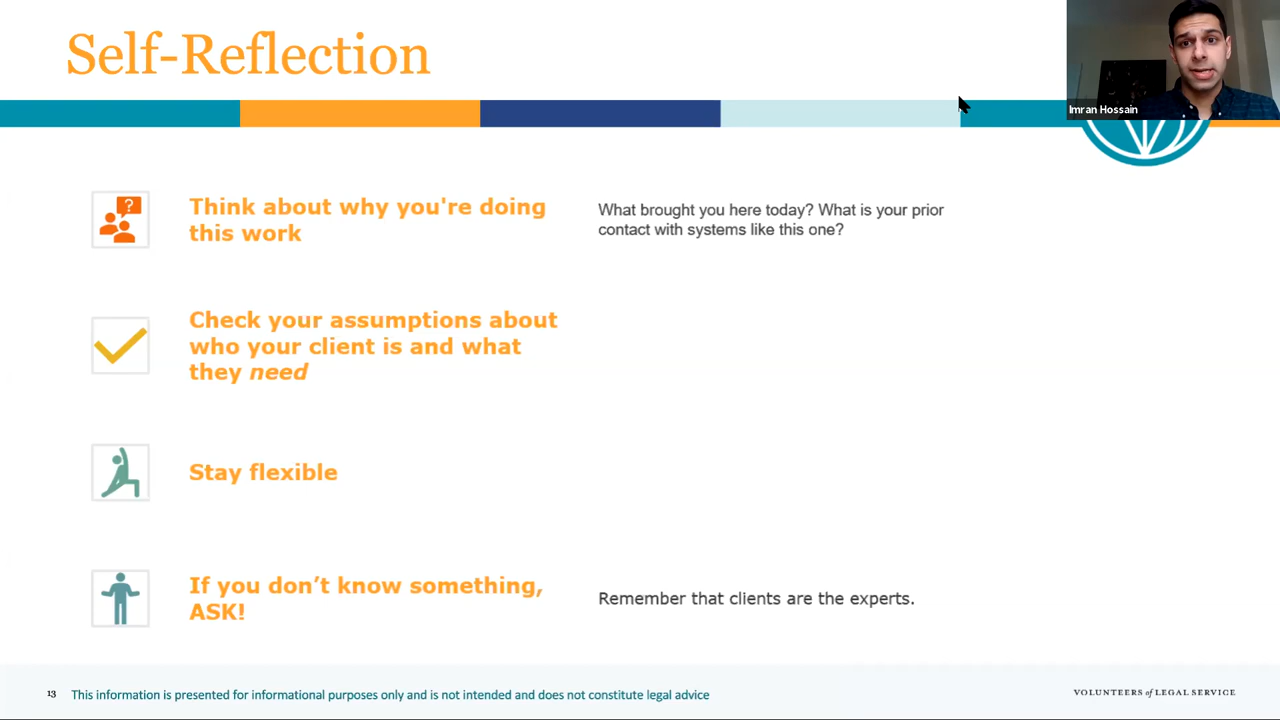 Self-Reflection
Imran Hossain
?
Think about why you're doing
this work
What brought you here today? What is your prior
contact with systems like this one?
Check your assumptions about
who your client is and what
they need
Stay flexible
If you don’t know something,
ASK!
Remember that clients are the experts.
13
This information is presented for informational purposes only and is not intended and does not constitute legal advice
VOLUNTEERS of LEGAL SERVICE